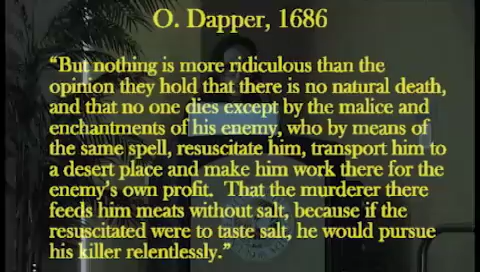 O. Dapper, 1686
“But nothing is more ridiculous than the
opinion they hold that there is no natural death,
and that no one dies except by the malice and
enchantments of his enemy, who by means of
the same spell, resuscitate him, transport him to
a desert place and make him work there for the
enemy’s own profit.  That the murderer there
feeds him meats without salt, because if the
resuscitated were to taste salt, he would pursue
his killer relentlessly.”